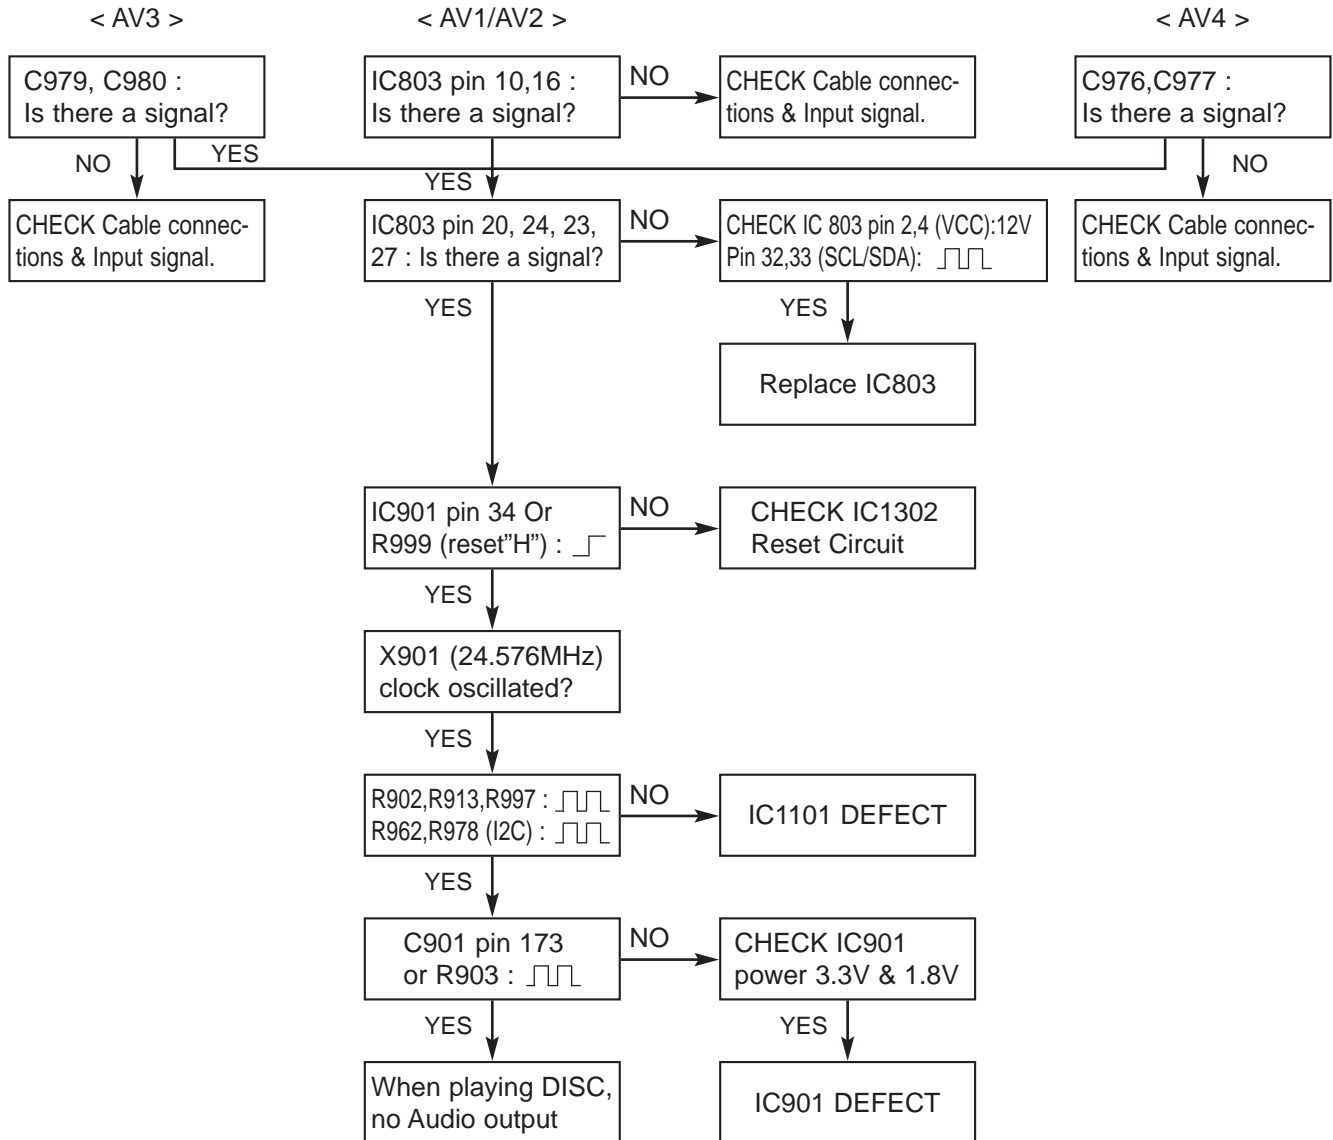 < AV3 >
< AV1/AV2 >
< AV4 >
C979, C980 :
Is there a signal?
IC803 pin 10,16 :
Is there a signal?
NO
CHECK Cable connec-
tions & Input signal.
C976,C977 :
Is there a signal?
NO
YES
YES
NO
CHECK Cable connec-
tions & Input signal.
IC803 pin 20, 24, 23,
27 : Is there a signal?
NO
CHECK IC 803 pin 2,4 (VCC):12V
Pin 32,33 (SCL/SDA):
CHECK Cable connec-
tions & Input signal.
YES
YES
Replace IC803
IC901 pin 34 Or
R999 (reset”H”) :
NO
CHECK IC1302
Reset Circuit
YES
X901 (24.576MHz)
clock oscillated?
YES
R902,R913,R997 :
R962,R978 (I2C) :
NO
IC1101 DEFECT
YES
C901 pin 173
or R903 :
NO
CHECK IC901
power 3.3V & 1.8V
YES
YES
When playing DISC,
no Audio output
IC901 DEFECT